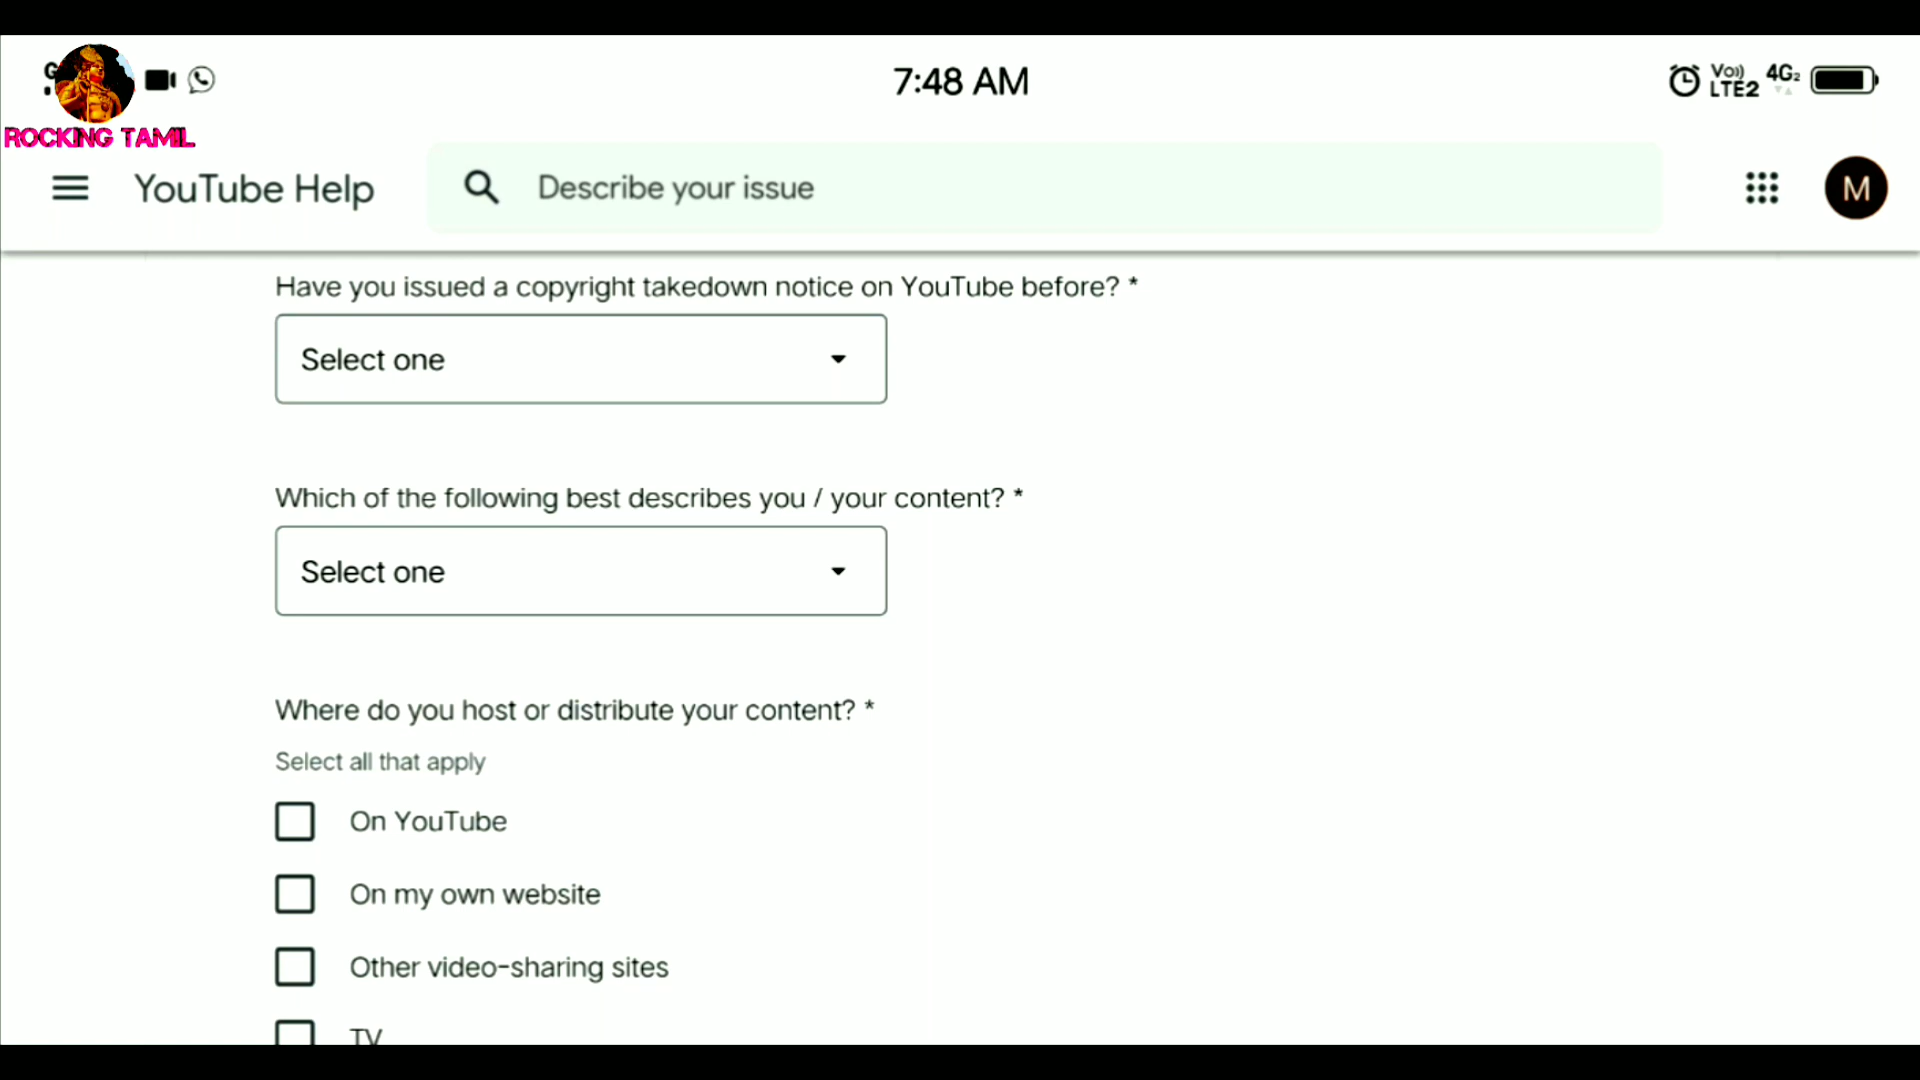 7:48 AM
Vo))
LTE2
4G2
ROCKING TAMIL
YouTube Help
Describe your issue
M
Have you issued a copyright takedown notice on YouTube before? *
Select one
Which of the following best describes you / your content? *
Select one
Where do you host or distribute your content? *
Select all that apply
On YouTube
On my own website
Other video-sharing sites
TV